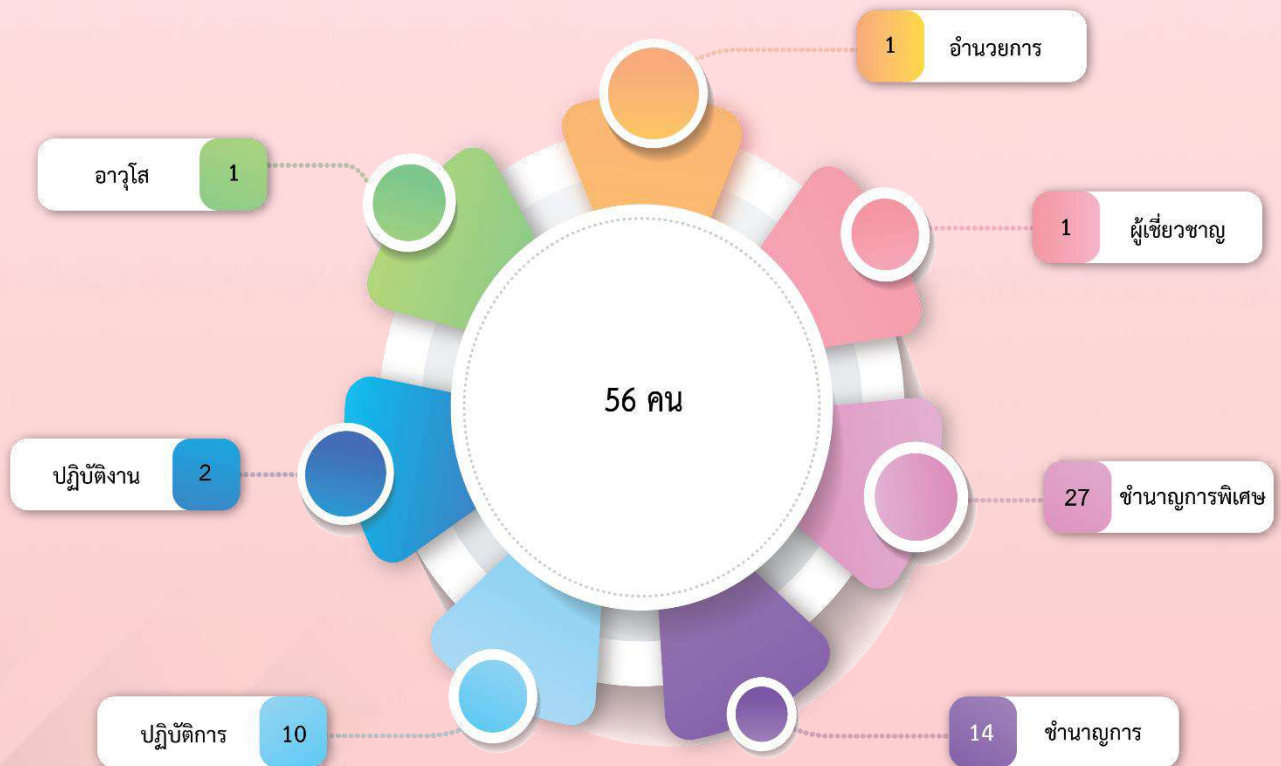 1 อำนวยการ
อาวุโส 1
1 ผู้เชี่ยวชาญ
56 คน
ปฏิบัติงาน 2
27 ชำนาญการพิเศษ
ปฏิบัติการ 10
14 ชำนาญการ